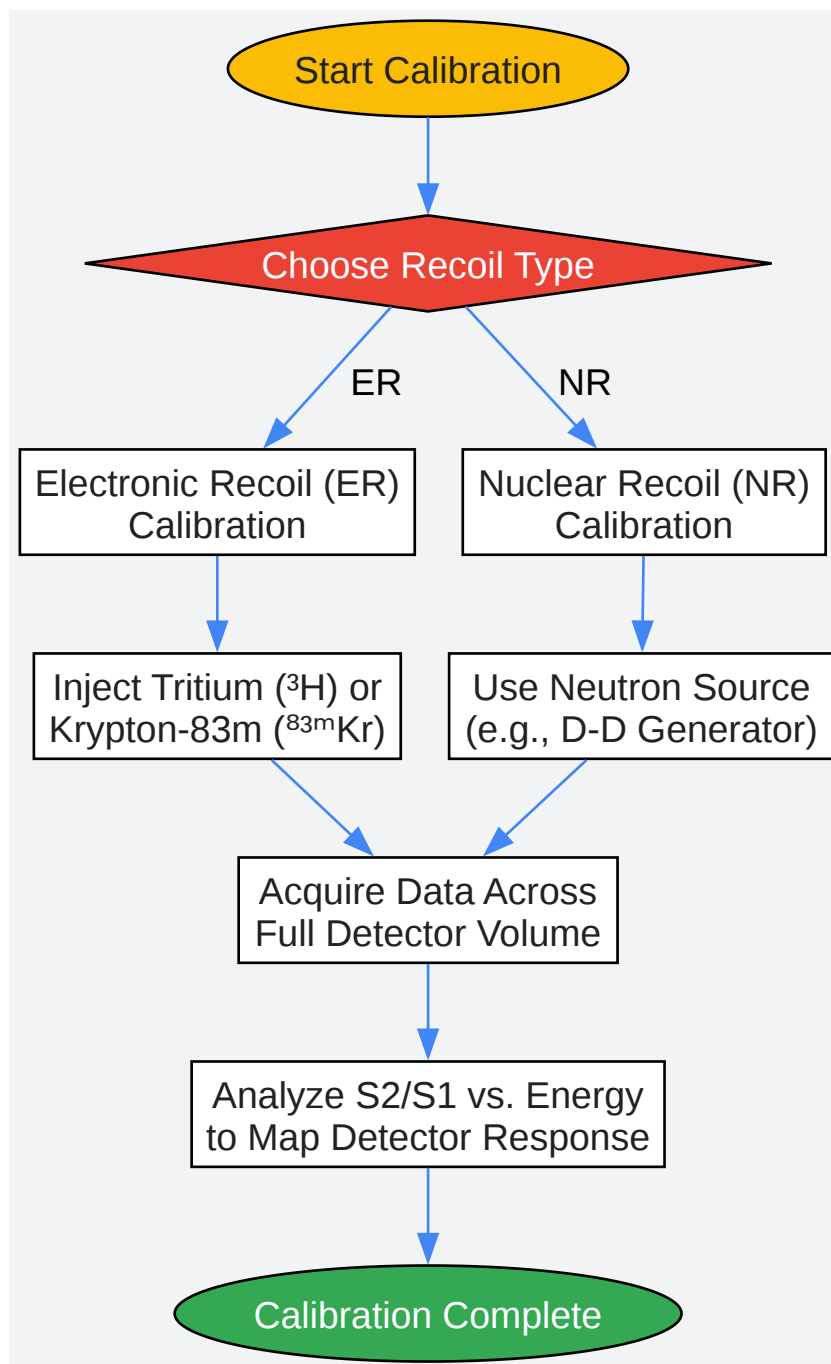 Start Calibration
Choose Recoil Type
ER
NR
Electronic Recoil (ER)
Calibration
Nuclear Recoil (NR)
Calibration
Inject Tritium (³H) or
Krypton-83m (⁸³ᵐKr)
Use Neutron Source
(e.g., D-D Generator)
Acquire Data Across
Full Detector Volume
Analyze S2/S1 vs. Energy
to Map Detector Response
Calibration Complete